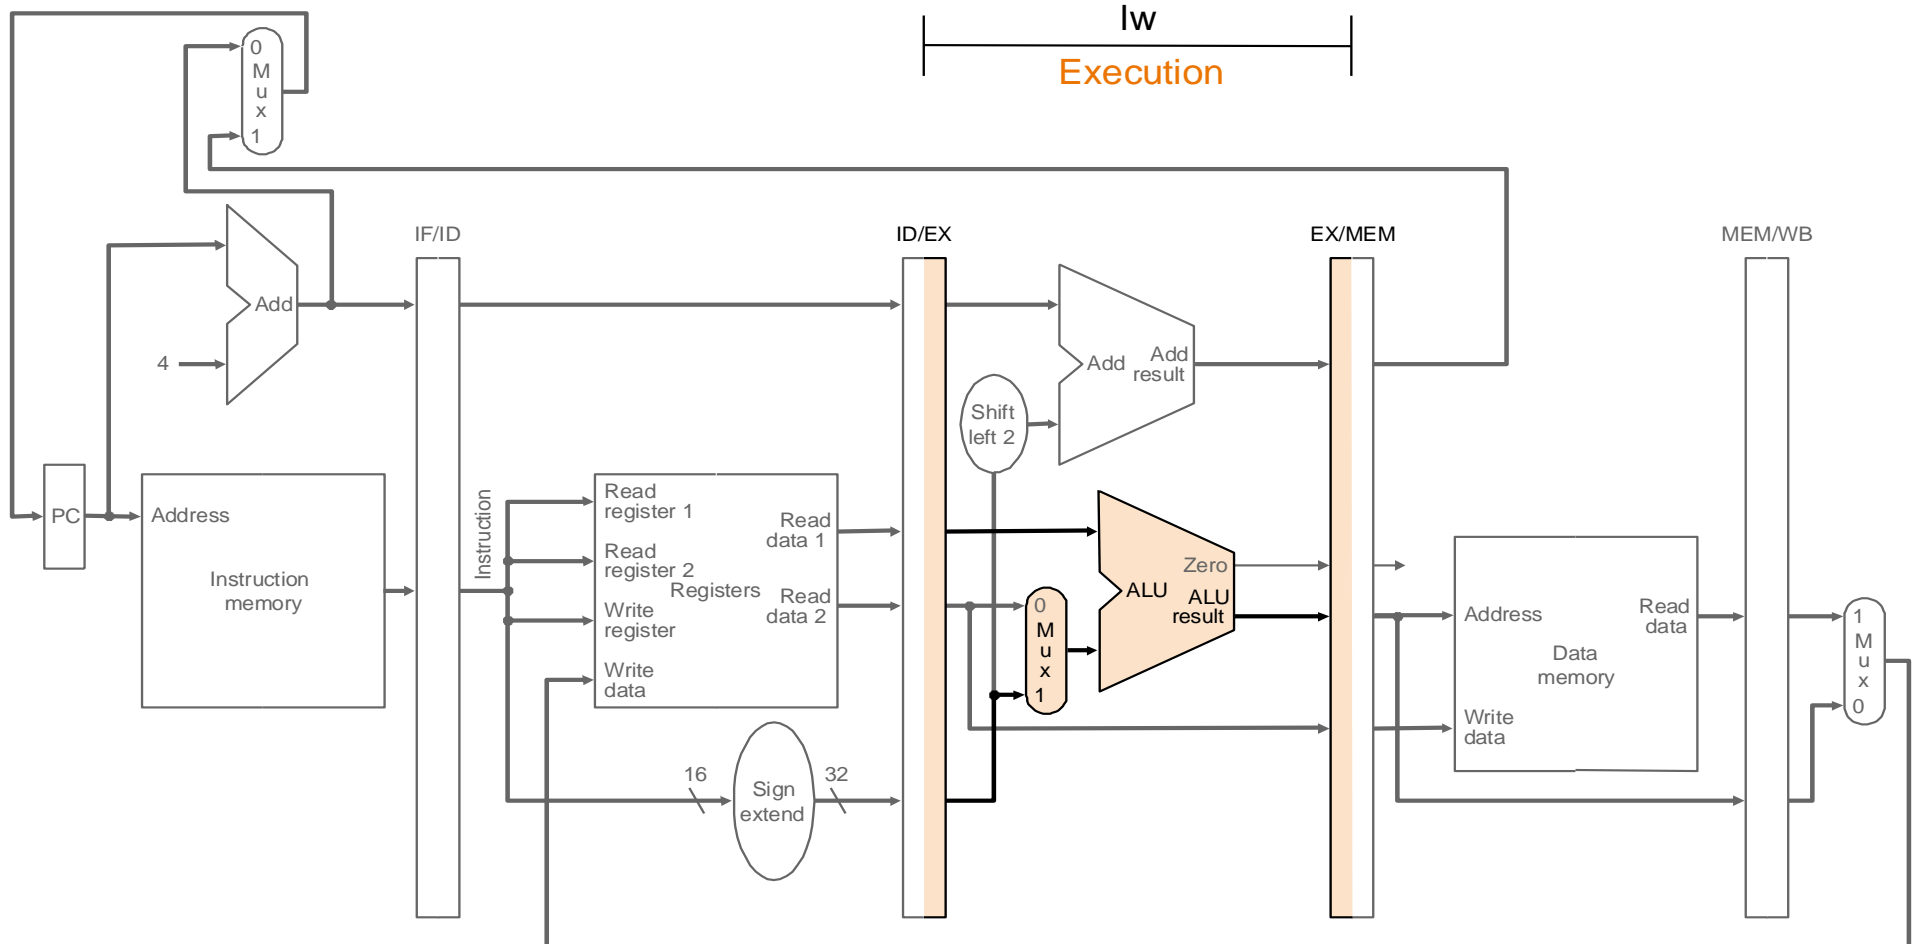 lw
Execution
0
M
u
x
1
IF/ID
ID/EX
EX/MEM
MEM/WB
Add
4
Add
Add
result
Shift
left 2
PC
Address
Instruction
memory
Instruction
Read
register 1
Read
register 2
Write
register
Write
data
Registers
Read
data 1
Read
data 2
16
Sign
extend
32
0
M
u
x
1
Zero
ALU
ALU
result
Address
Read
data
Data
memory
Write
data
1
M
u
x
0